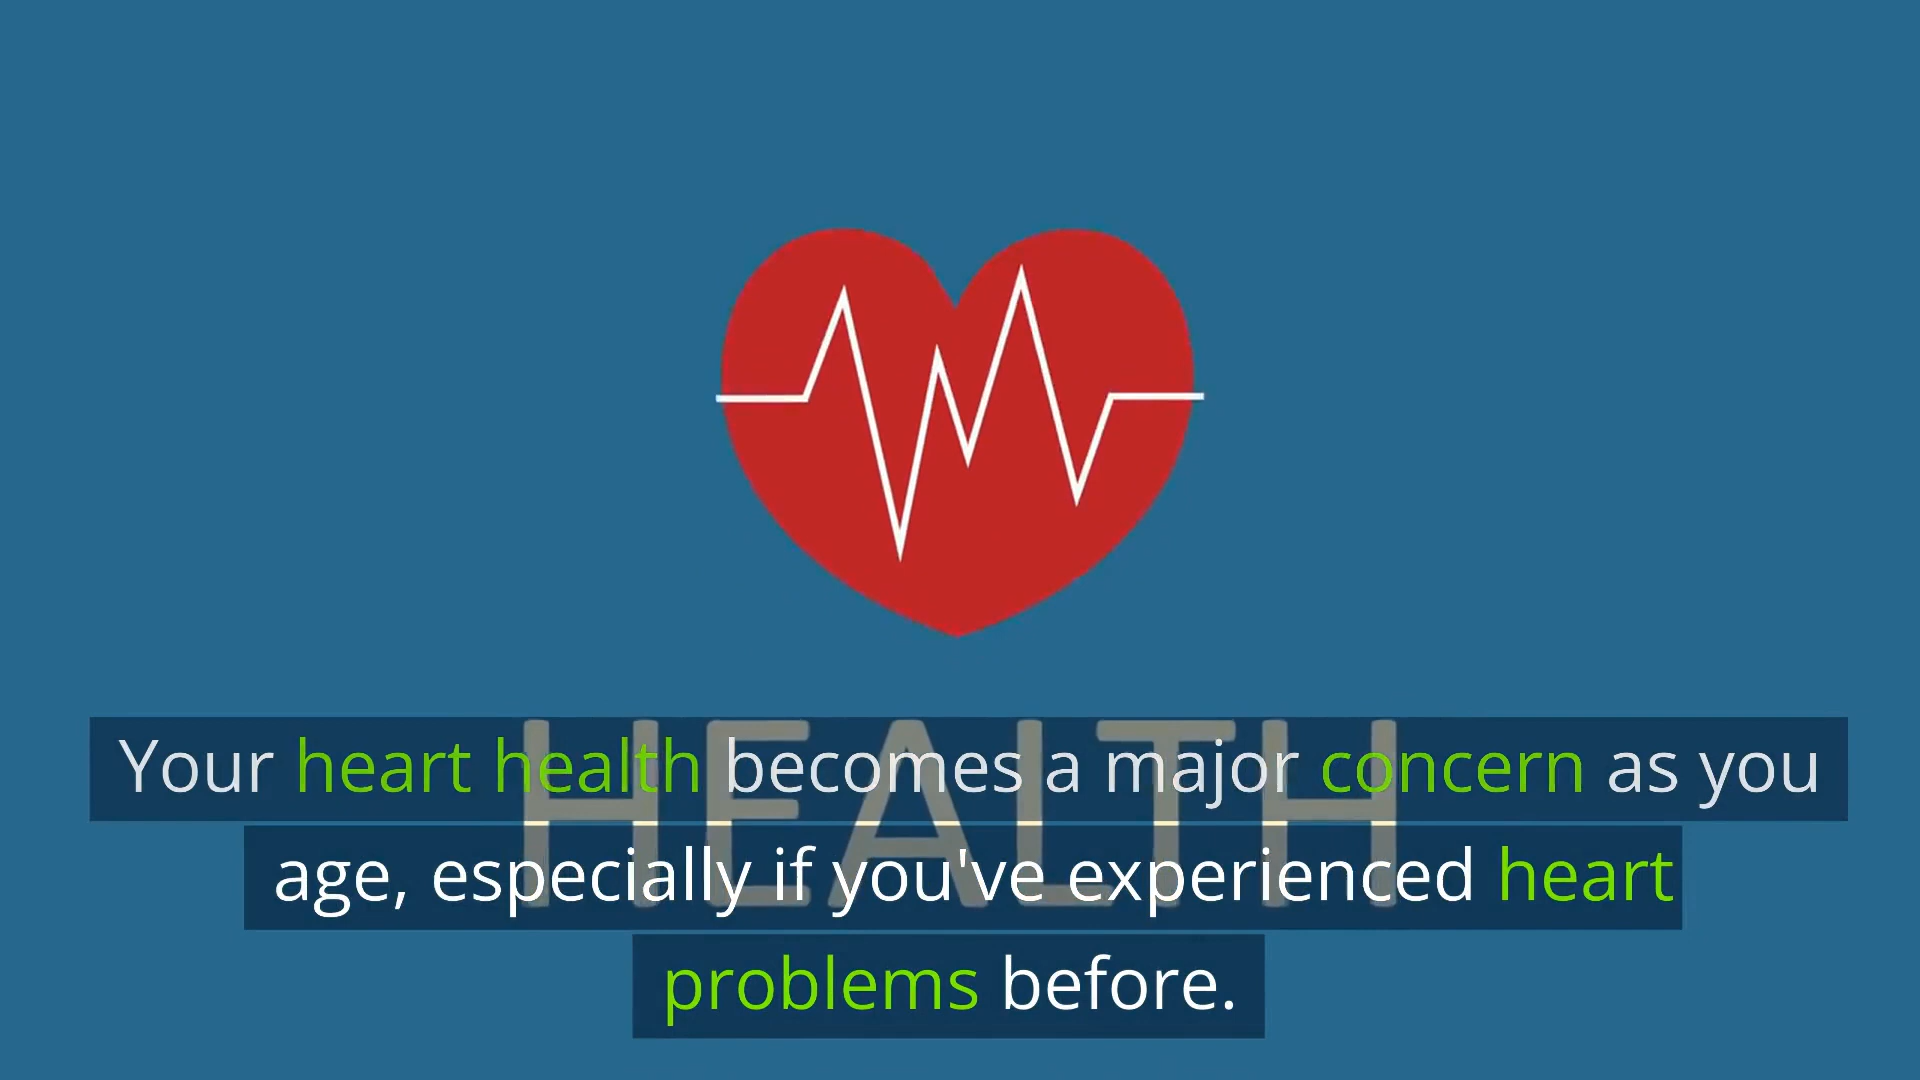 HEALTH
Your heart health becomes a major concern as you
age, especially if you've experienced heart
problems before.